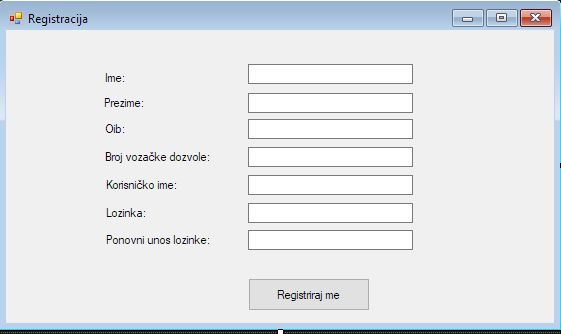 Registracija
Ime:
Prezime:
Oib:
Broj vozačke dozvole:
Korisničko ime:
Lozinka:
Ponovni unos lozinke:
Registriraj me